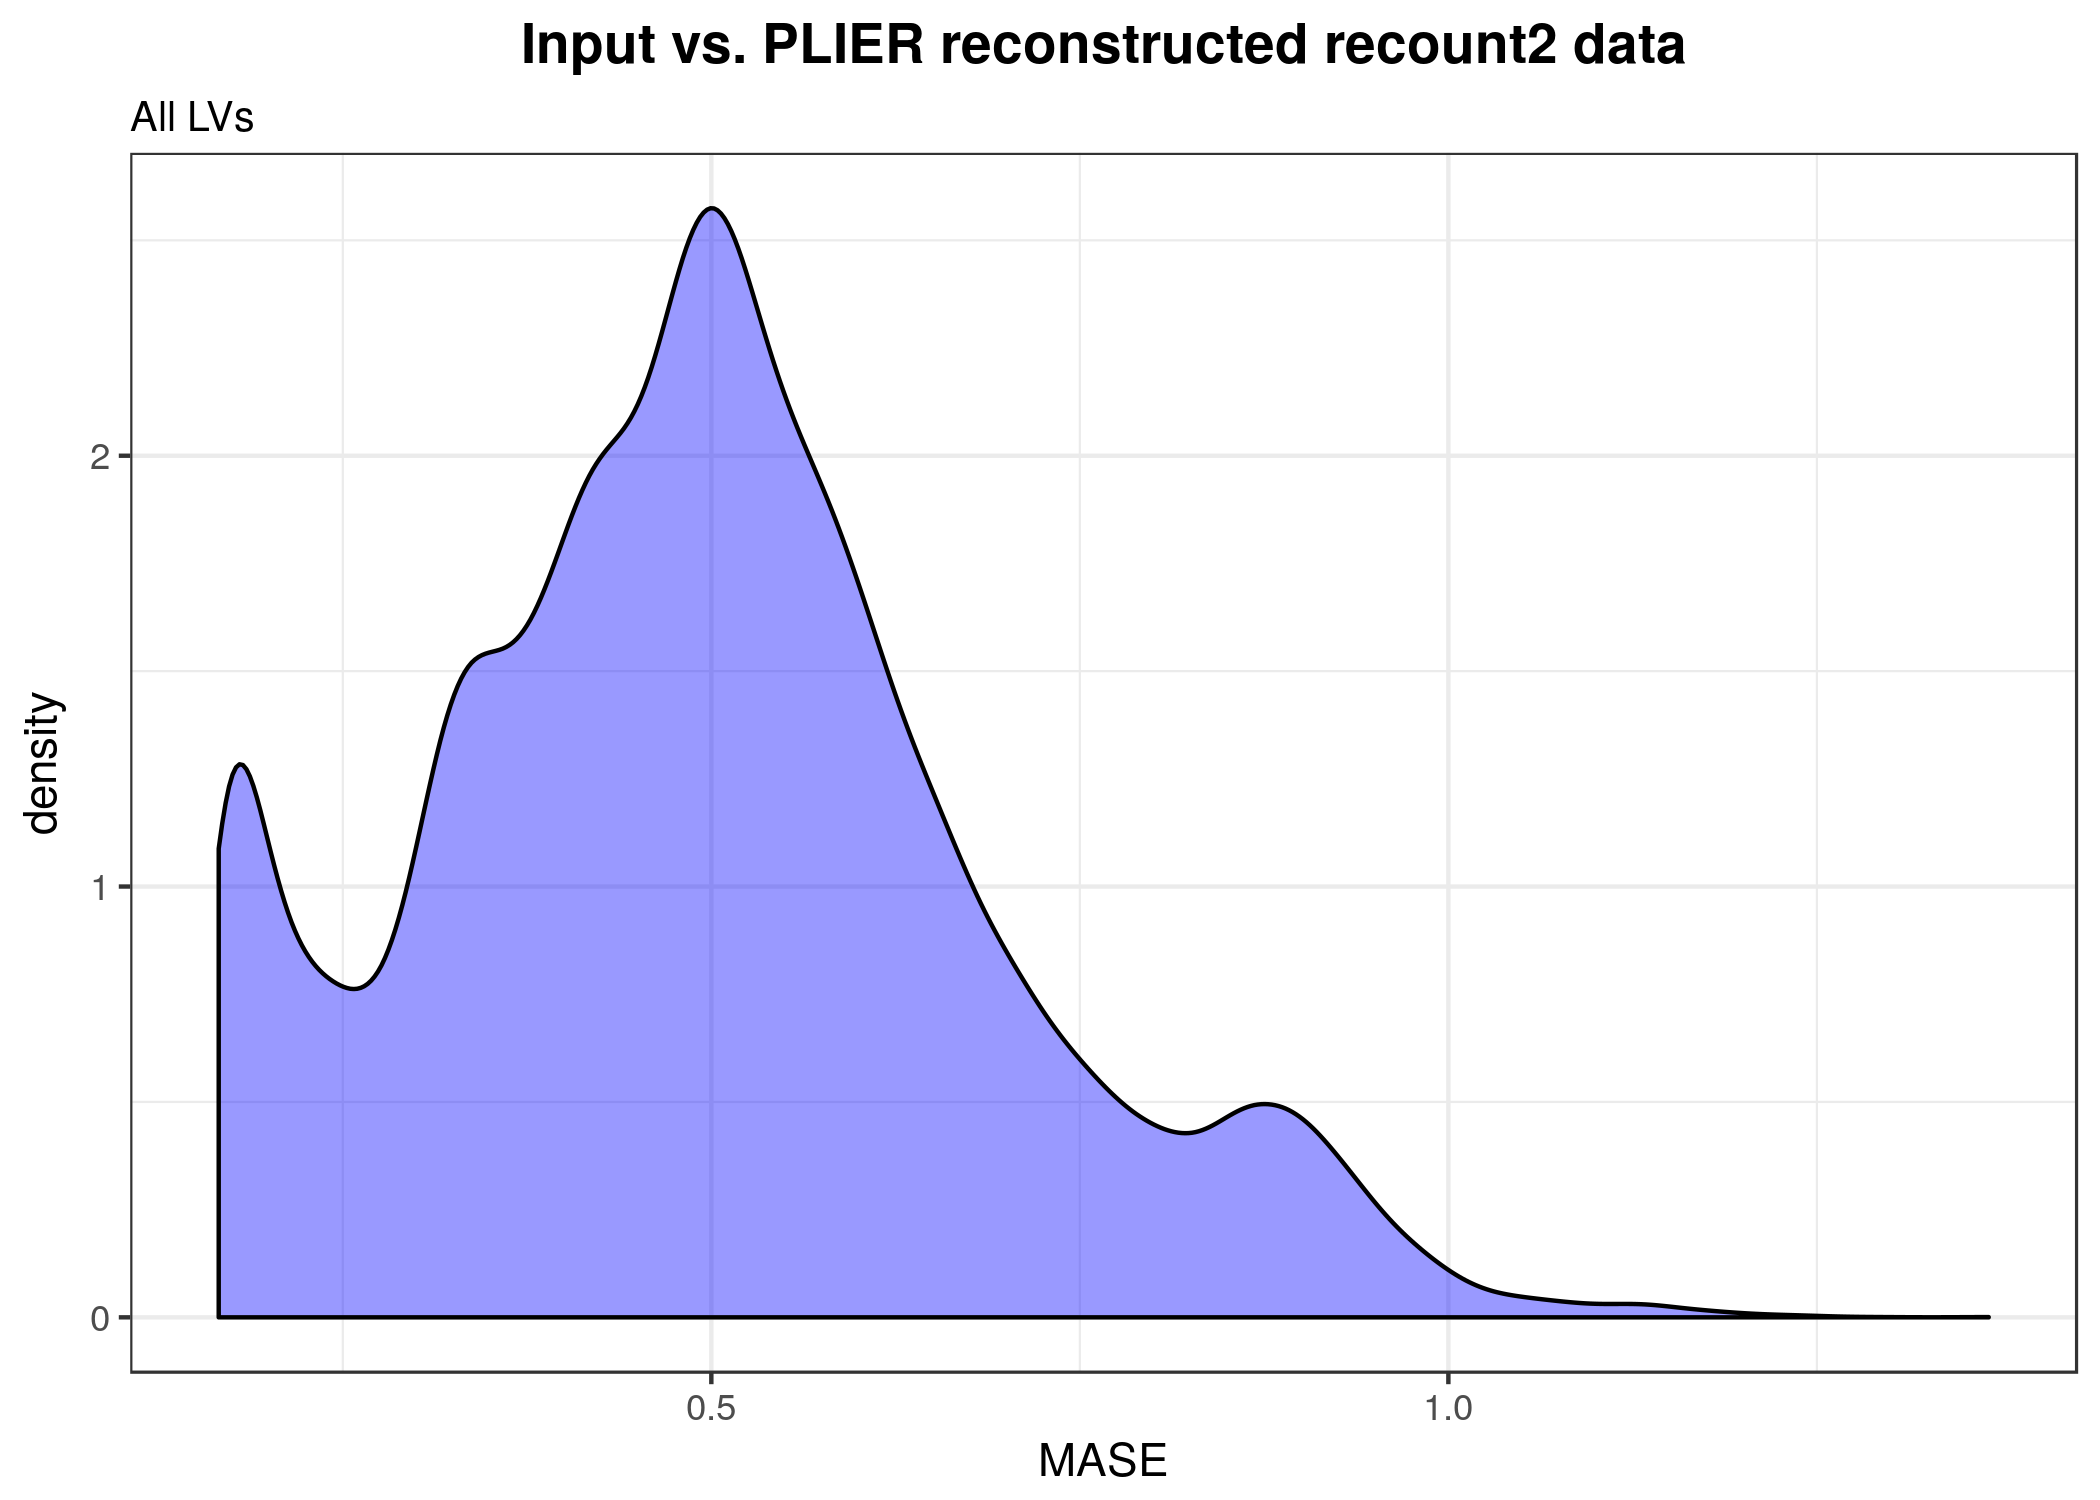 Input vs. PLIER reconstructed recount2 data
All LVs
density
2
1
0
0.5
1.0
MASE